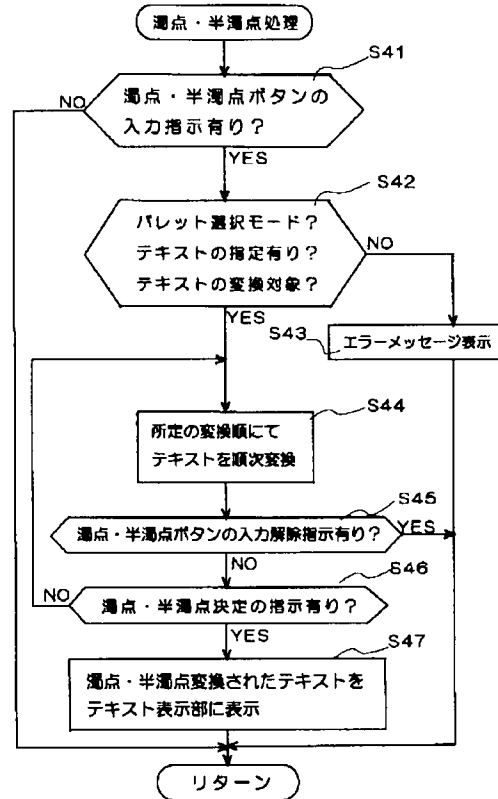 濁点・半濁点処理
S41
NO
濁点・半濁点ボタンの
入力指示有り？
YES
S42
パレット選択モード？
テキストの指定有り？
テキストの変換対象？
NO
YES
S43
エラーメッセージ表示
S44
所定の変換順にて
テキストを順次変換
S45
濁点・半濁点ボタンの入力解除指示有り？
YES
NO
S46
NO
濁点・半濁点決定の指示有り？
YES
S47
濁点・半濁点変換されたテキストを
テキスト表示部に表示
リターン